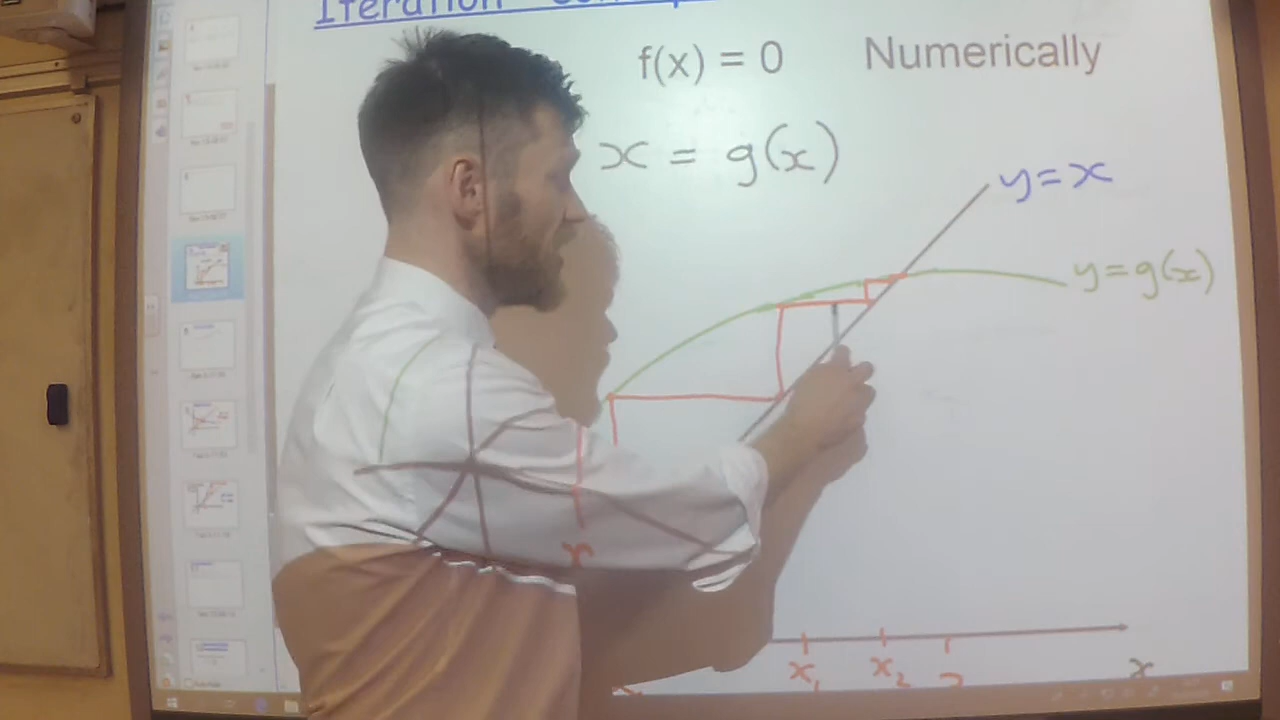 Iteration
f(x) = 0 Numerically
x = g(x)
y=x
y=g(x)
x
x₁ x₂ x